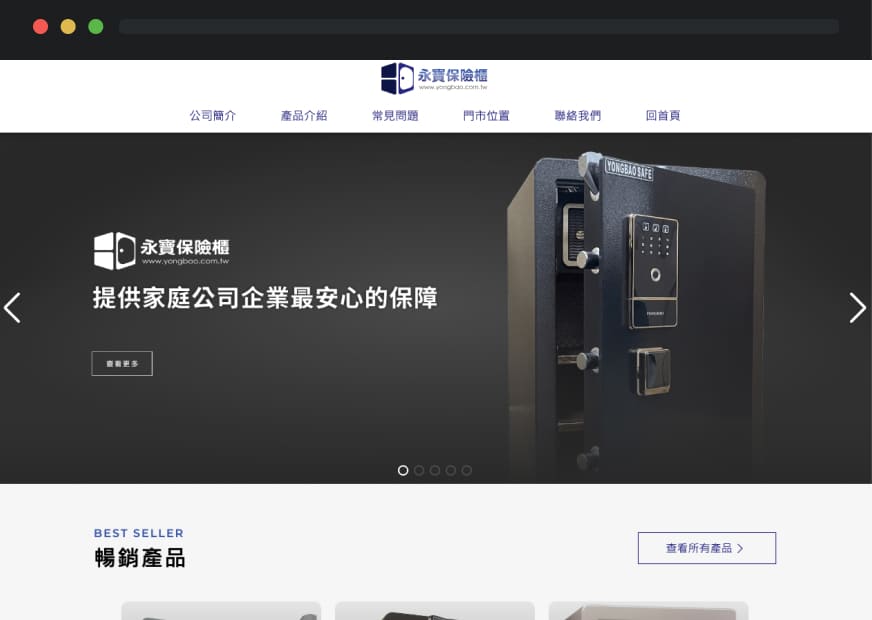 永寶保險櫃
www.yongbao.com.tw
公司簡介 產品介紹 常見問題 門市位置 聯絡我們 回首頁
YONGBAO SAFE
永寶保險櫃
www.yongbao.com.tw
提供家庭公司企業最安心的保障
查看更多
BEST SELLER
暢銷產品
查看所有產品